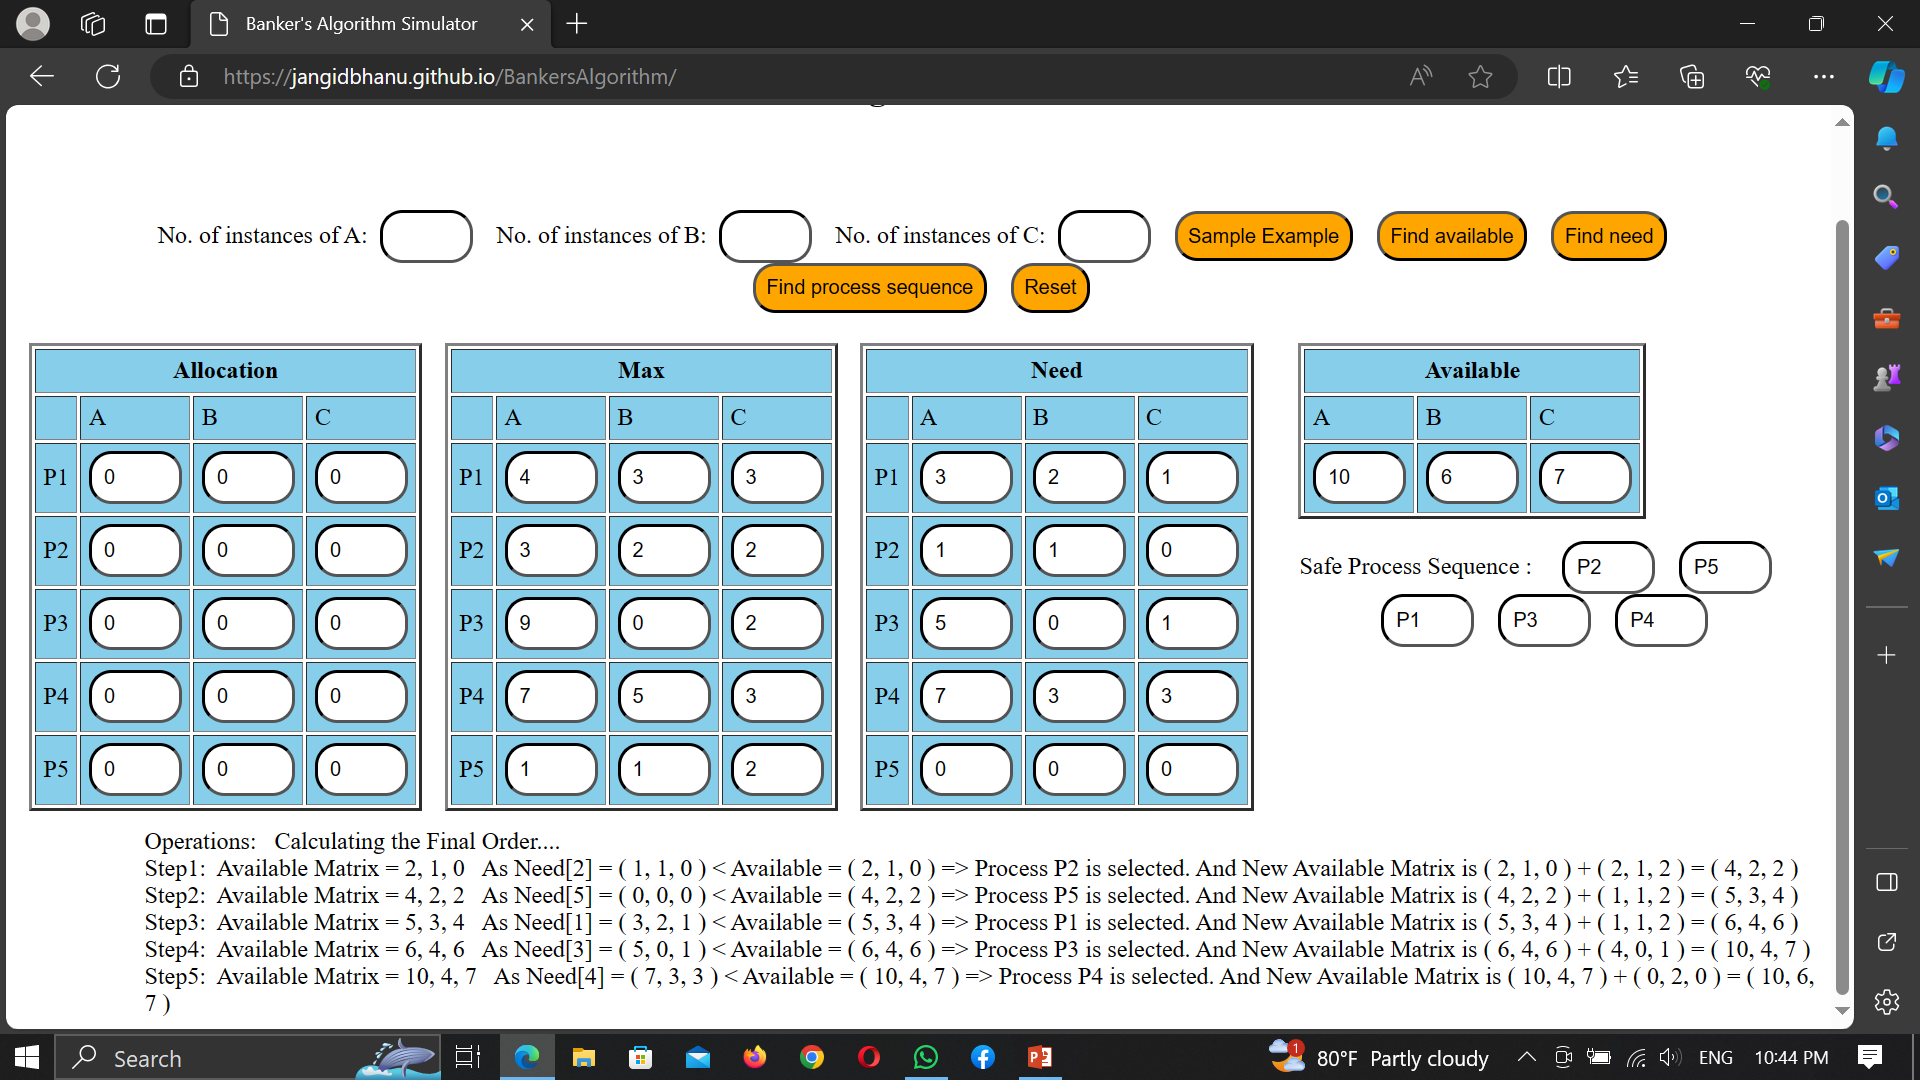 Banker's Algorithm Simulator
https://jangidbhanu.github.io/BankersAlgorithm/
No. of instances of A: No. of instances of B: No. of instances of C: Sample Example Find available Find need
Find process sequence Reset
Allocation
A B C
P1 0 0 0
P2 0 0 0
P3 0 0 0
P4 0 0 0
P5 0 0 0
Max
A B C
P1 4 3 3
P2 3 2 2
P3 9 0 2
P4 7 5 3
P5 1 1 2
Need
A B C
P1 3 2 1
P2 1 1 0
P3 5 0 1
P4 7 3 3
P5 0 0 0
Available
A B C
10 6 7
Safe Process Sequence : P2 P5
P1 P3 P4
Operations: Calculating the Final Order....
Step1: Available Matrix = 2, 1, 0 As Need[2] = ( 1, 1, 0 ) < Available = ( 2, 1, 0 ) => Process P2 is selected. And New Available Matrix is ( 2, 1, 0 ) + ( 2, 1, 2 ) = ( 4, 2, 2 )
Step2: Available Matrix = 4, 2, 2 As Need[5] = ( 0, 0, 0 ) < Available = ( 4, 2, 2 ) => Process P5 is selected. And New Available Matrix is ( 4, 2, 2 ) + ( 1, 1, 2 ) = ( 5, 3, 4 )
Step3: Available Matrix = 5, 3, 4 As Need[1] = ( 3, 2, 1 ) < Available = ( 5, 3, 4 ) => Process P1 is selected. And New Available Matrix is ( 5, 3, 4 ) + ( 1, 1, 2 ) = ( 6, 4, 6 )
Step4: Available Matrix = 6, 4, 6 As Need[3] = ( 5, 0, 1 ) < Available = ( 6, 4, 6 ) => Process P3 is selected. And New Available Matrix is ( 6, 4, 6 ) + ( 4, 0, 1 ) = ( 10, 4, 7 )
Step5: Available Matrix = 10, 4, 7 As Need[4] = ( 7, 3, 3 ) < Available = ( 10, 4, 7 ) => Process P4 is selected. And New Available Matrix is ( 10, 4, 7 ) + ( 0, 2, 0 ) = ( 10, 6,
7 )
Search 1 80°F Partly cloudy ENG 10:44 PM